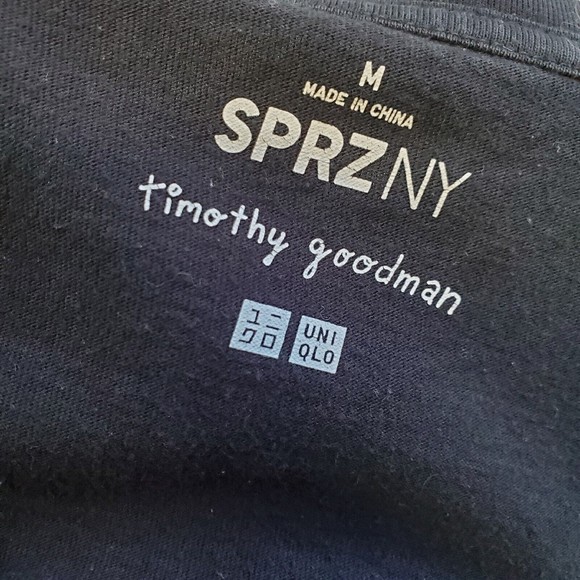 M
MADE IN CHINA
SPRZNY
timothy goodman
ユニ UNI
クロ QLO